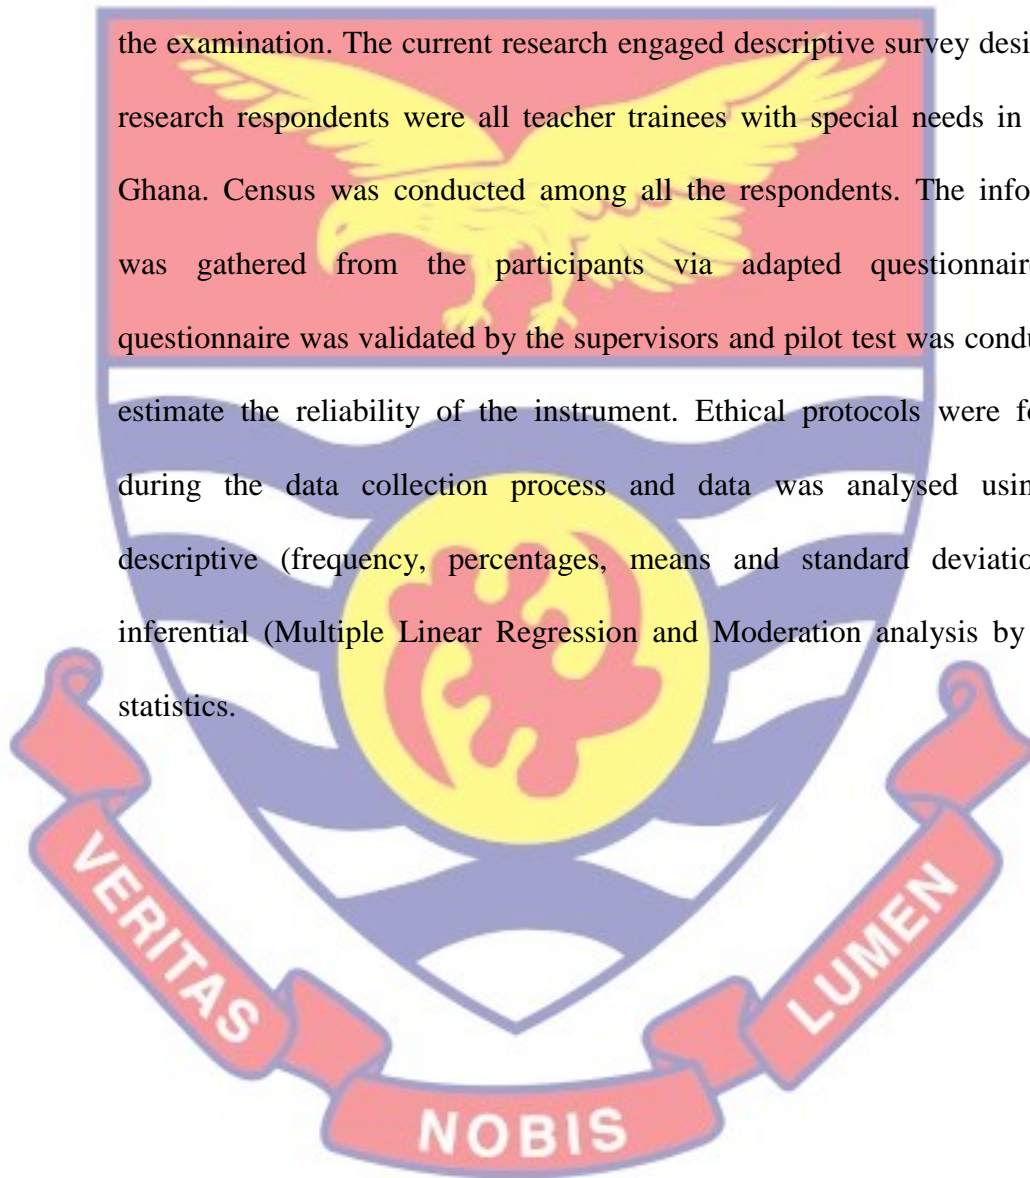 the examination. The current research engaged descriptive survey desi
research respondents were all teacher trainees with special needs in
Ghana. Census was conducted among all the respondents. The info
was gathered from the participants via adapted questionnair
questionnaire was validated by the supervisors and pilot test was condu
estimate the reliability of the instrument. Ethical protocols were fo
during the data collection process and data was analysed usin
descriptive (frequency, percentages, means and standard deviatio
inferential (Multiple Linear Regression and Moderation analysis by
statistics.
VERITAS
NOBIS
LUMEN